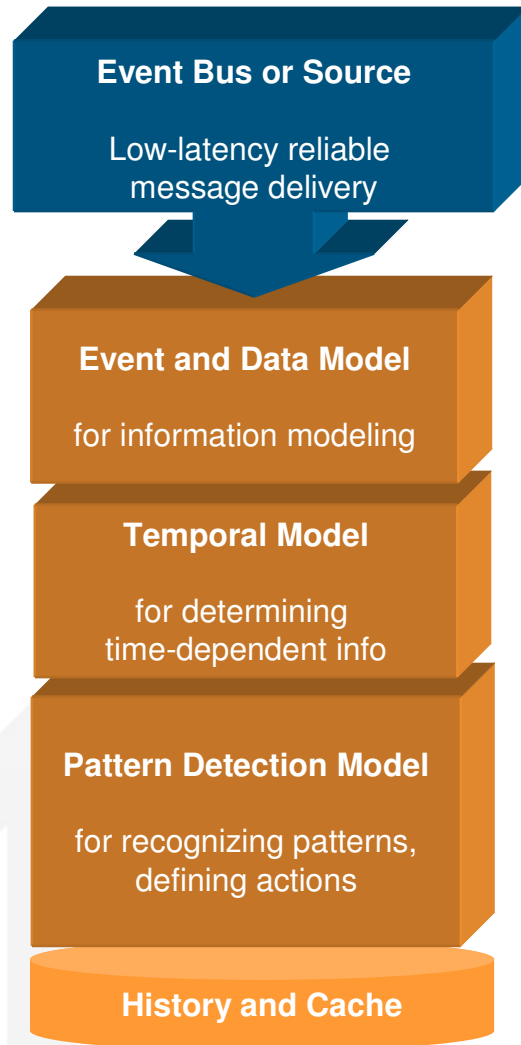 Event Bus or Source
Low-latency reliable
message delivery
Event and Data Model
for information modeling
Temporal Model
for determining
time-dependent info
Pattern Detection Model
for recognizing patterns,
defining actions
History and Cache